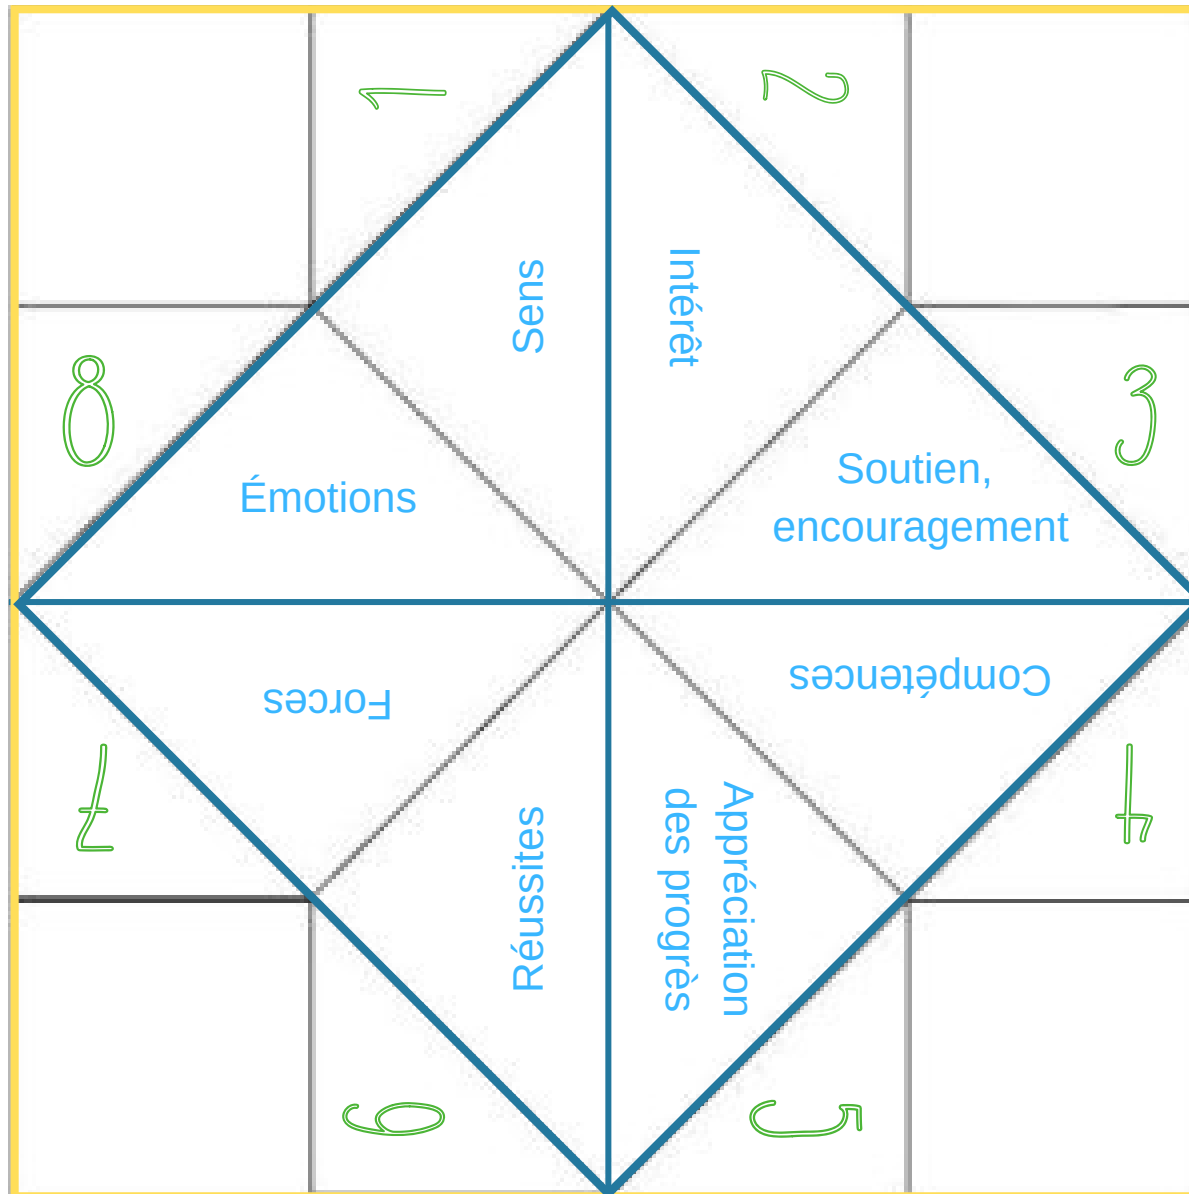 1
2
Sens
Intérêt
3
8
Soutien,
encouragement
Émotions
Compétences
Forces
4
7
Appréciation
des progrès
Réussites
6
5